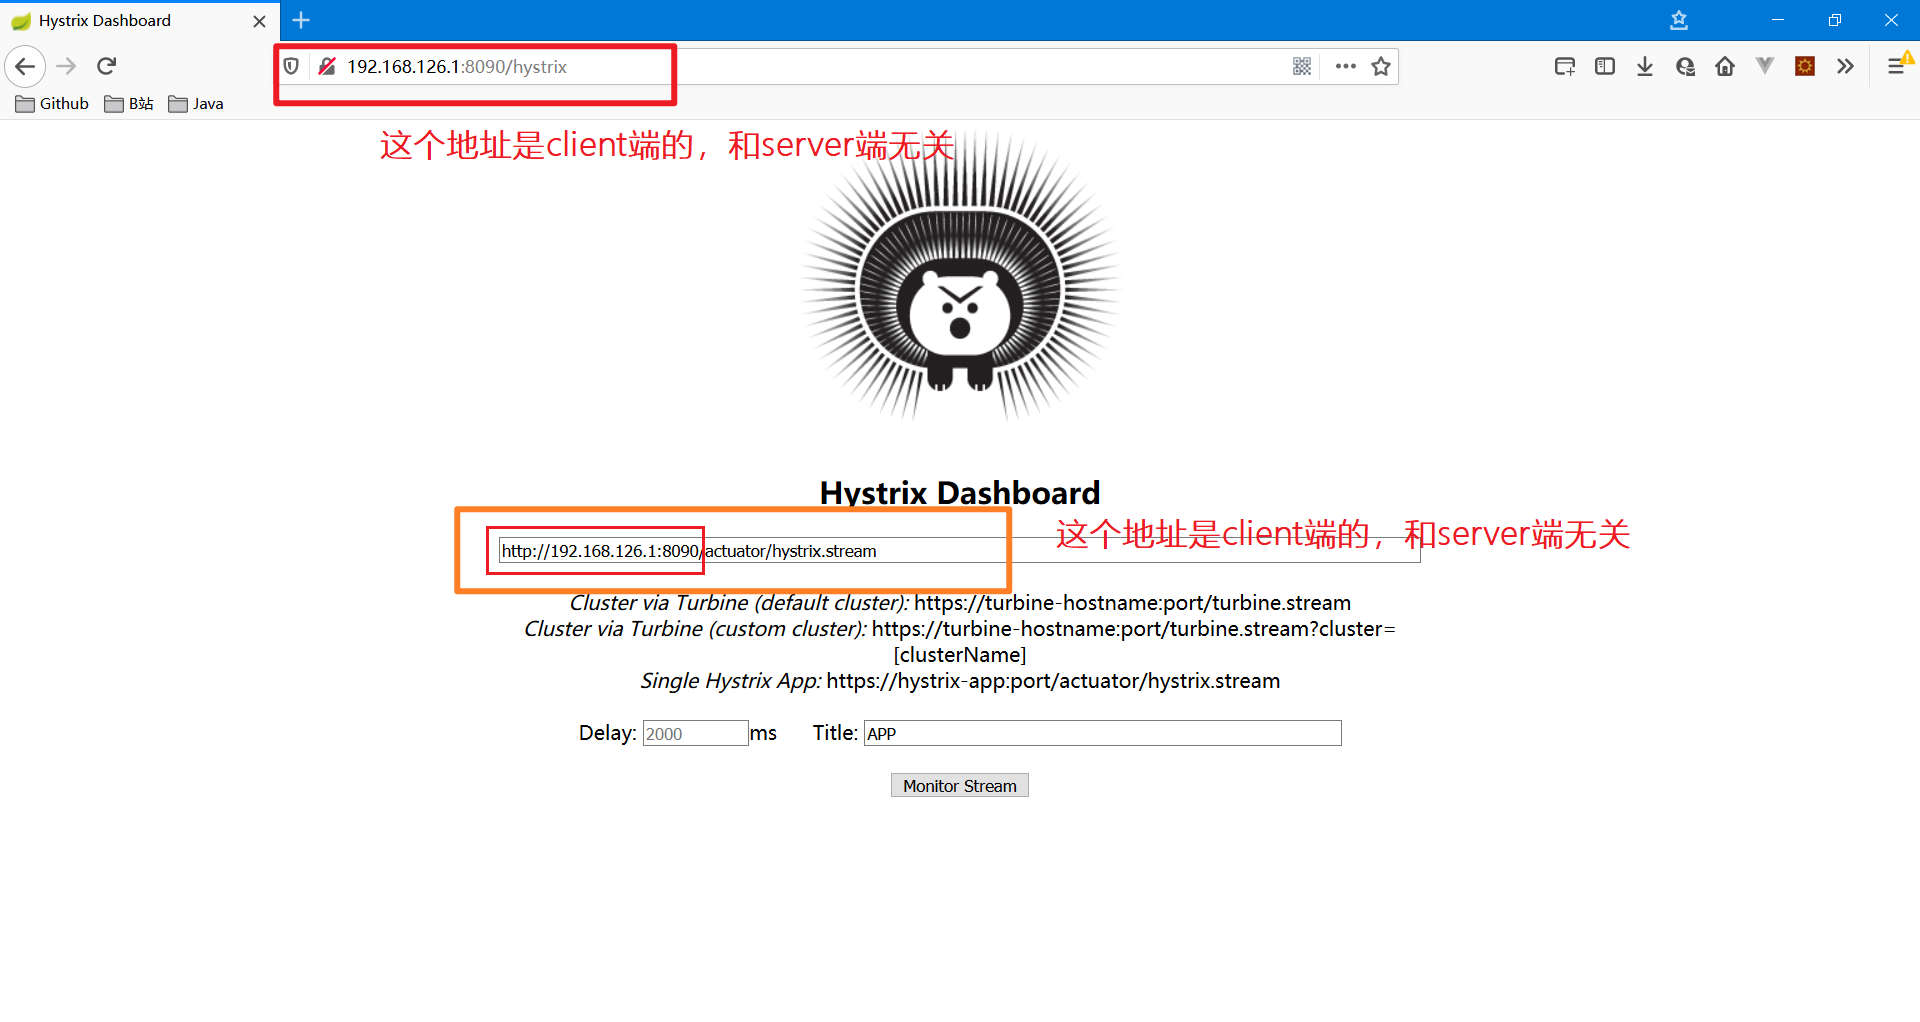 Hystrix Dashboard
192.168.126.1:8090/hystrix
Github B站 Java
这个地址是client端的，和server端无关
Hystrix Dashboard
这个地址是client端的，和server端无关
http://192.168.126.1:8090/actuator/hystrix.stream
Cluster via Turbine (default cluster): https://turbine-hostname:port/turbine.stream
Cluster via Turbine (custom cluster): https://turbine-hostname:port/turbine.stream?cluster=
[clusterName]
Single Hystrix App: https://hystrix-app:port/actuator/hystrix.stream
Delay: 2000 ms Title: APP
Monitor Stream